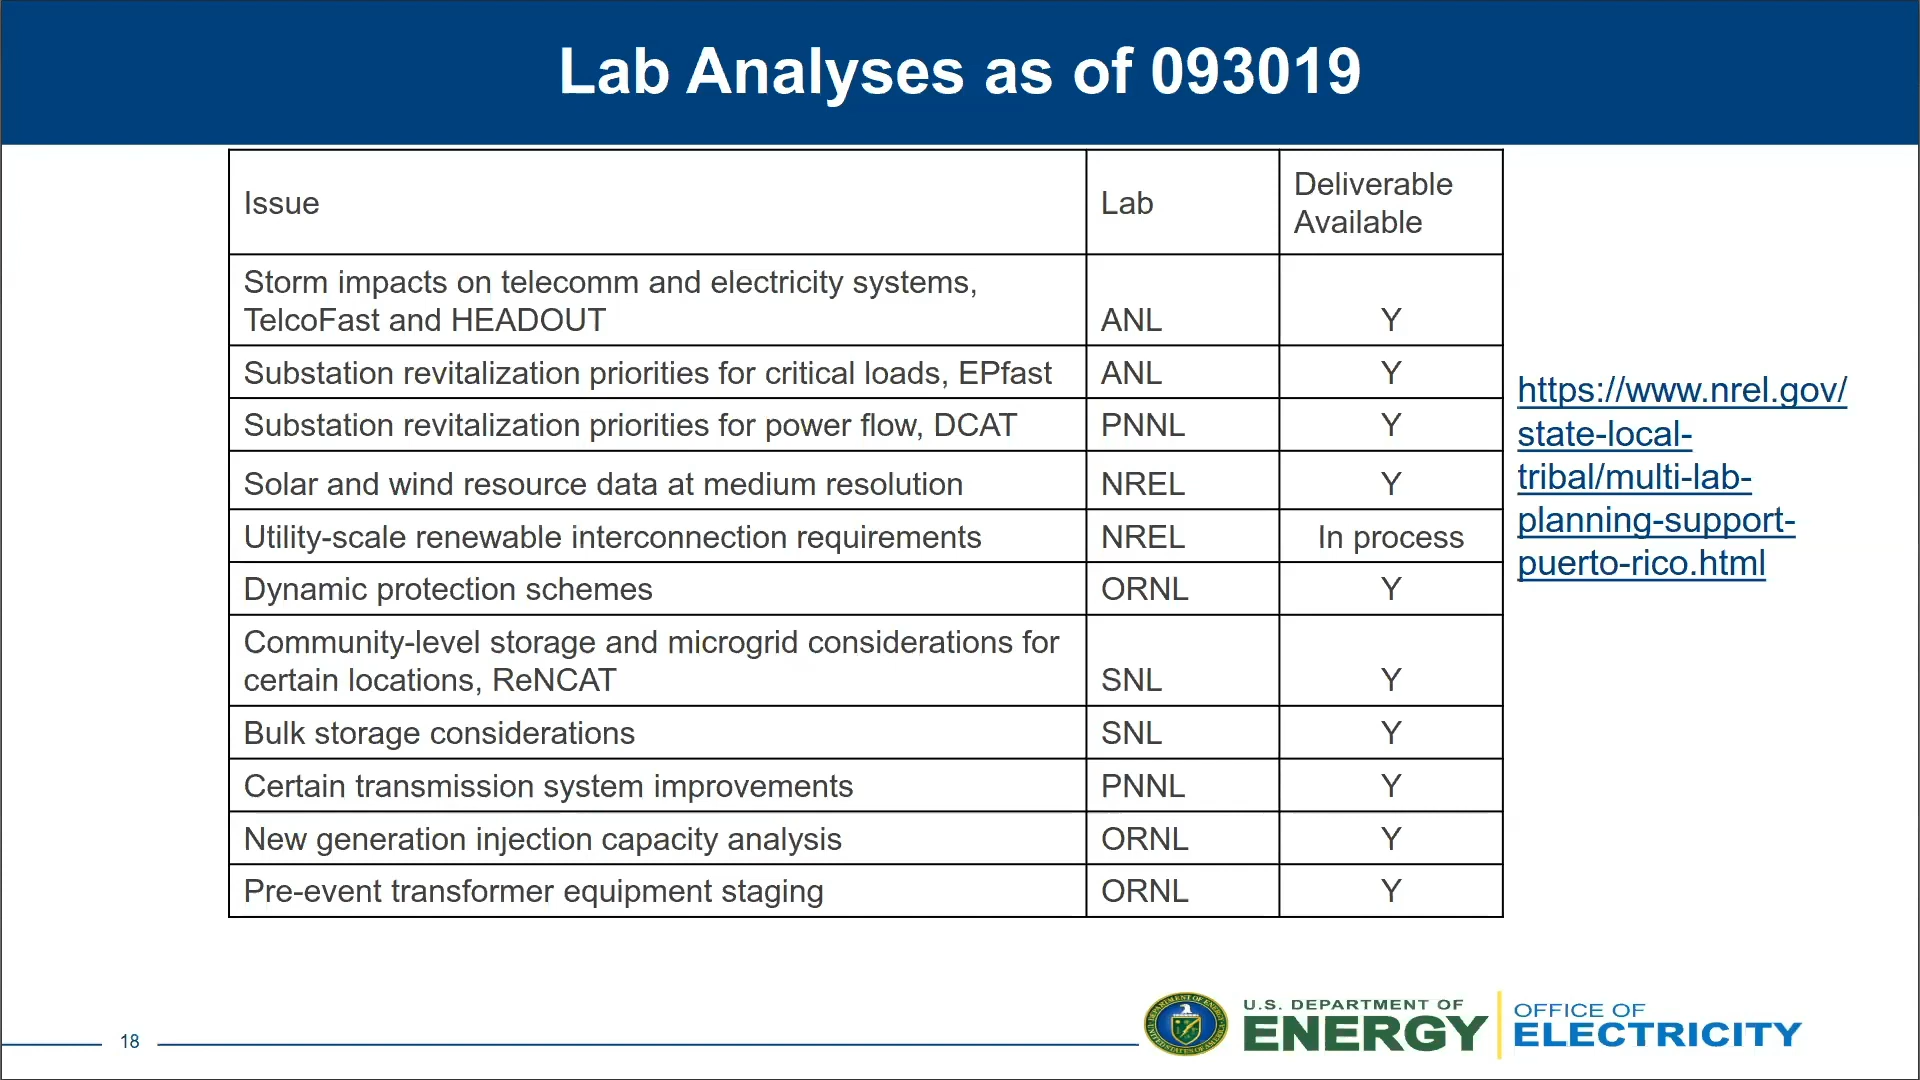 Lab Analyses as of 093019
Issue
Lab
Deliverable
Available
Storm impacts on telecomm and electricity systems,
TelcoFast and HEADOUT
ANL
Y
Substation revitalization priorities for critical loads, EPfast
ANL
Y
Substation revitalization priorities for power flow, DCAT
PNNL
Y
Solar and wind resource data at medium resolution
NREL
Y
Utility-scale renewable interconnection requirements
NREL
In process
Dynamic protection schemes
ORNL
Y
Community-level storage and microgrid considerations for
certain locations, ReNCAT
SNL
Y
Bulk storage considerations
SNL
Y
Certain transmission system improvements
PNNL
Y
New generation injection capacity analysis
ORNL
Y
Pre-event transformer equipment staging
ORNL
Y
https://www.nrel.gov/
state-local-
tribal/multi-lab-
planning-support-
puerto-rico.html
18
U.S. DEPARTMENT OF
ENERGY
OFFICE OF
ELECTRICITY